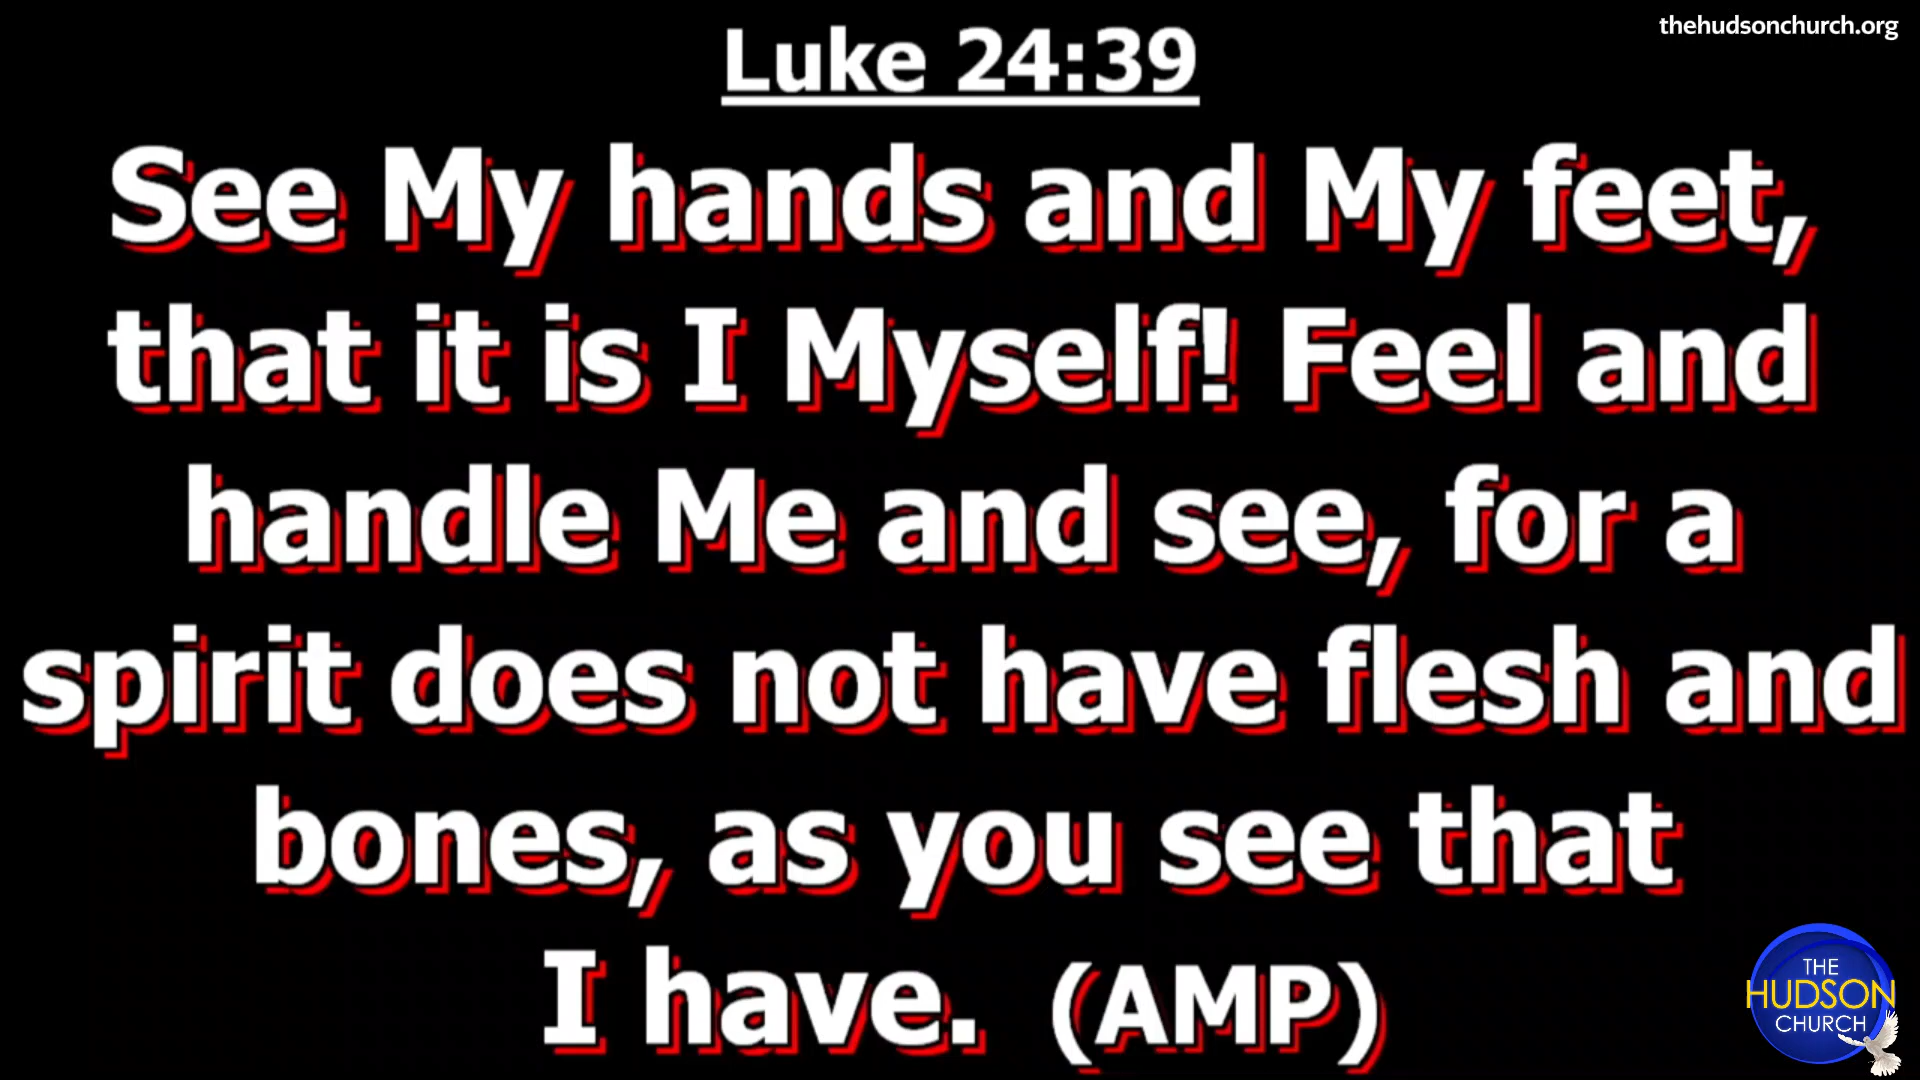 thehudsonchurch.org
Luke 24:39
See My hands and My feet,
that it is I Myself! Feel and
handle Me and see, for a
spirit does not have flesh and
bones, as you see that
I have. (AMP)
THE
HUDSON
CHURCH